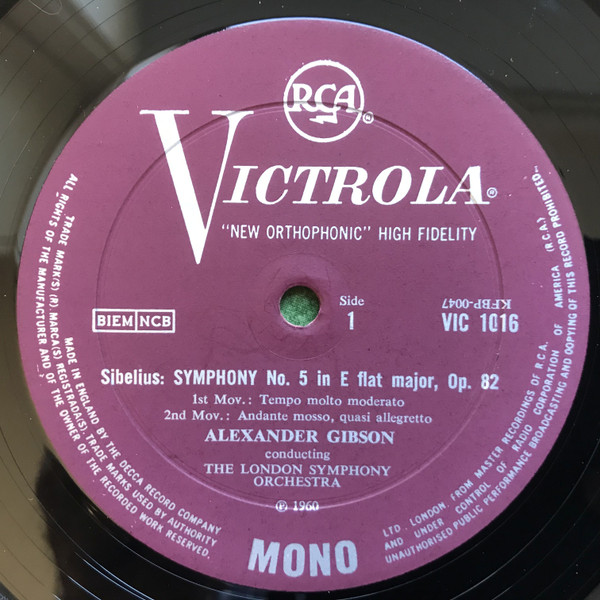 RCA
®
VICTROLA®
"NEW ORTHOPHONIC" HIGH FIDELITY
BIEM NCB
Side
1
KFBP-0047
VIC 1016
Sibelius: SYMPHONY No. 5 in E flat major, Op. 82
1st Mov.: Tempo molto moderato
2nd Mov.: Andante mosso, quasi allegretto
ALEXANDER GIBSON
conducting
THE LONDON SYMPHONY
ORCHESTRA
℗ 1960
MONO
TRADE MARK(S) (R). MARCA(S) REGISTRADA(S). TRADE MARKS USED BY AUTHORITY
ALL RIGHTS OF THE MANUFACTURER AND OF THE OWNER OF THE RECORDED WORK RESERVED.
MADE IN ENGLAND BY THE DECCA RECORD COMPANY
LTD. LONDON FROM MASTER RECORDINGS OF R.C.A.
AND UNDER CONTROL OF RADIO CORPORATION OF AMERICA (R.C.A.)
UNAUTHORISED PUBLIC PERFORMANCE BROADCASTING AND COPYING OF THIS RECORD PROHIBITED